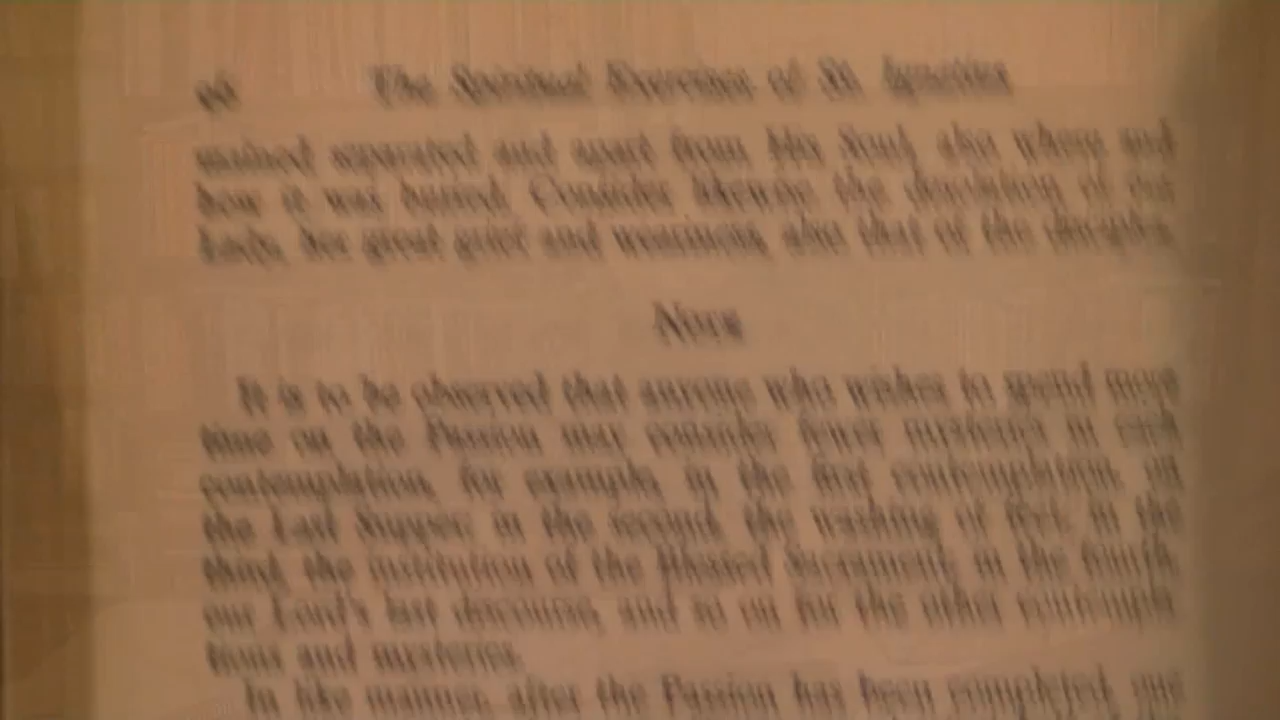 The Spiritual Exercises of St. Ignatius
mained separated and apart from His Soul, also where and
how it was buried. Consider likewise the desolation of our
Lady, her great grief and weariness, also that of the disciples.
Note
It is to be observed that anyone who wishes to spend more
time on the Passion may consider fewer mysteries in each
contemplation, for example, in the first contemplation,
the Last Supper; in the second, the washing of feet; in the
third, the institution of the Blessed Sacrament; in the fourth,
our Lord's last discourse, and so on for the other contempla-
tions and mysteries.
In like manner, after the Passion has been completed, one